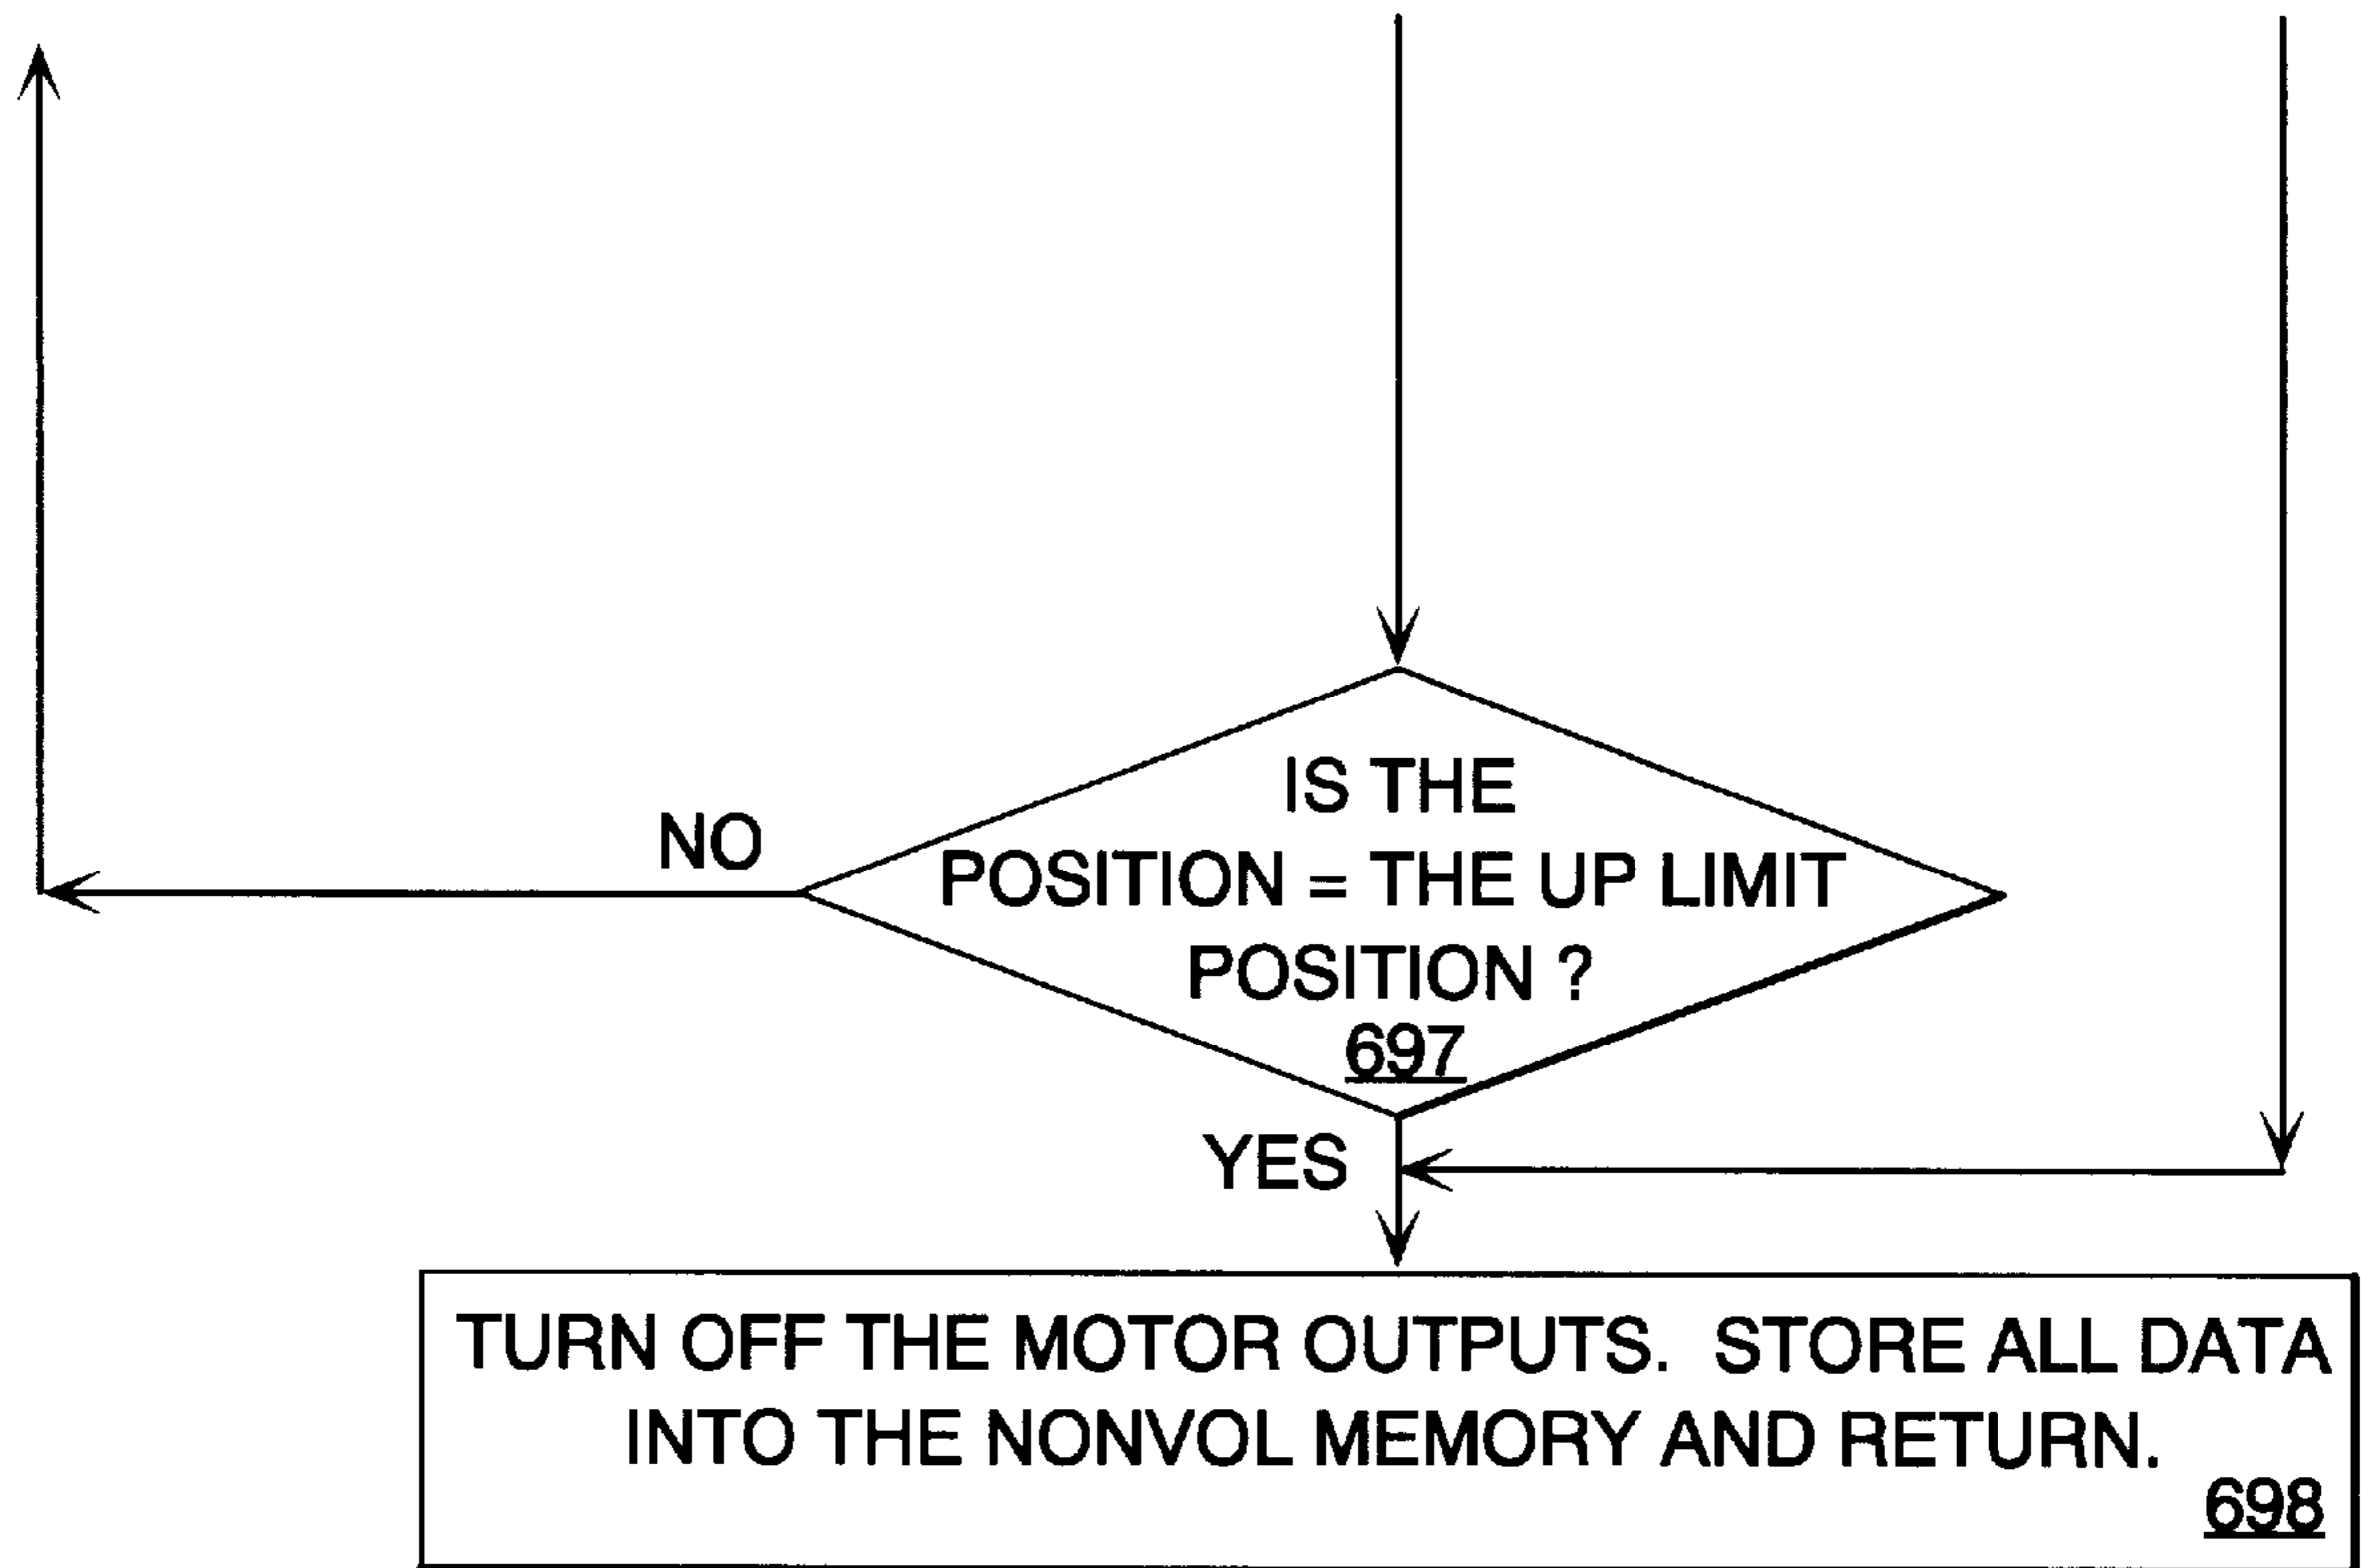 IS THE
NO
POSITION = THE UP LIMIT
POSITION ?
697
YES
TURN OFF THE MOTOR OUTPUTS. STORE ALL DATA
INTO THE NONVOL MEMORY AND RETURN.
698